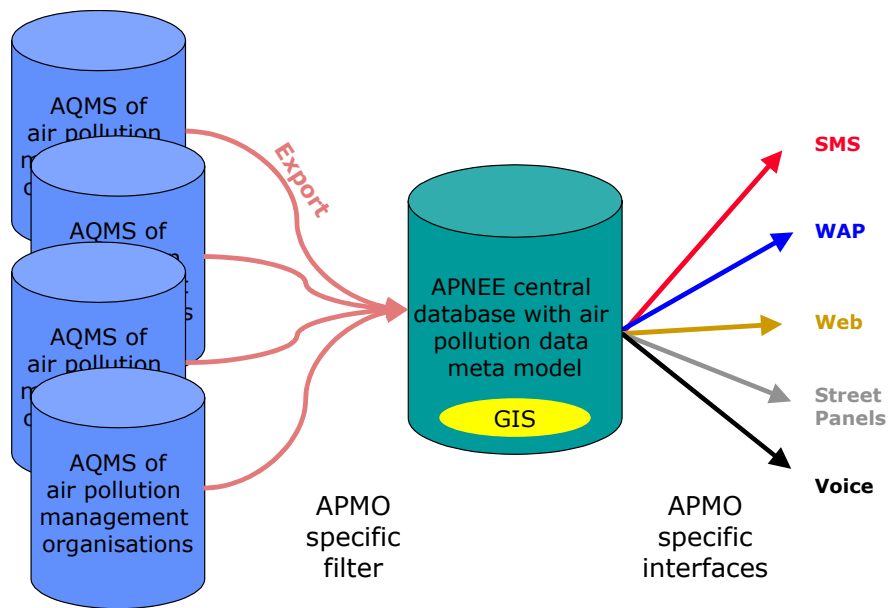 AQMS of
air pollution
AQMS of
AQMS of
air pollution
AQMS of
air pollution
management
organisations
Export
APMO
specific
filter
APNEE central
database with air
pollution data
meta model
GIS
APMO
specific
interfaces
SMS
WAP
Web
Street
Panels
Voice